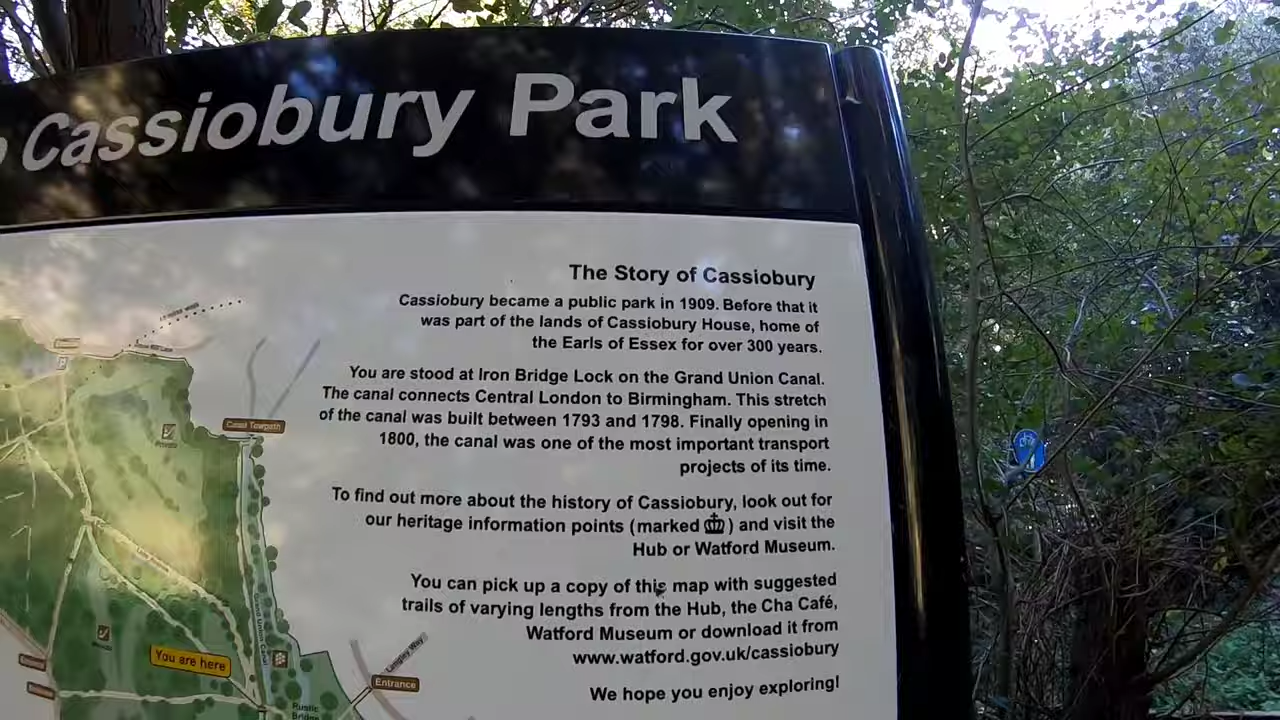 Cassiobury Park
The Story of Cassiobury
Cassiobury became a public park in 1909. Before that it
was part of the lands of Cassiobury House, home of
the Earls of Essex for over 300 years.
You are stood at Iron Bridge Lock on the Grand Union Canal.
The canal connects Central London to Birmingham. This stretch
of the canal was built between 1793 and 1798. Finally opening in
1800, the canal was one of the most important transport
projects of its time.
To find out more about the history of Cassiobury, look out for
our heritage information points (marked ) and visit the
Hub or Watford Museum.
You can pick up a copy of this map with suggested
trails of varying lengths from the Hub, the Cha Café,
Watford Museum or download it from
www.watford.gov.uk/cassiobury
We hope you enjoy exploring!
Canal Towpath
Grand Union Canal
You are here
Langley Way
Entrance
Rustic
Bridge